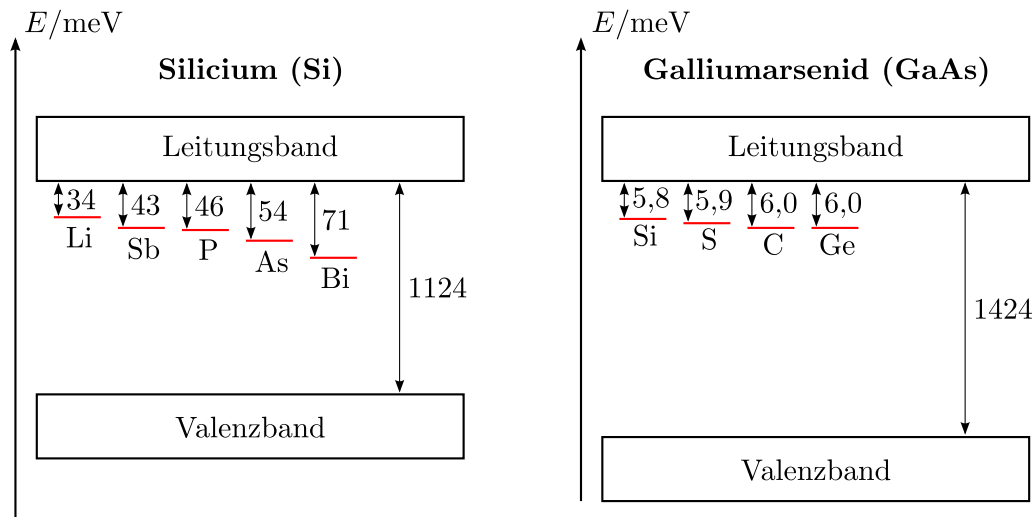 E/meV
Silicium (Si)
Leitungsband
34
43
46
54
71
Li
Sb
P
As
Bi
1124
Valenzband
E/meV
Galliumarsenid (GaAs)
Leitungsband
5,8
5,9
6,0
6,0
Si
S
C
Ge
1424
Valenzband